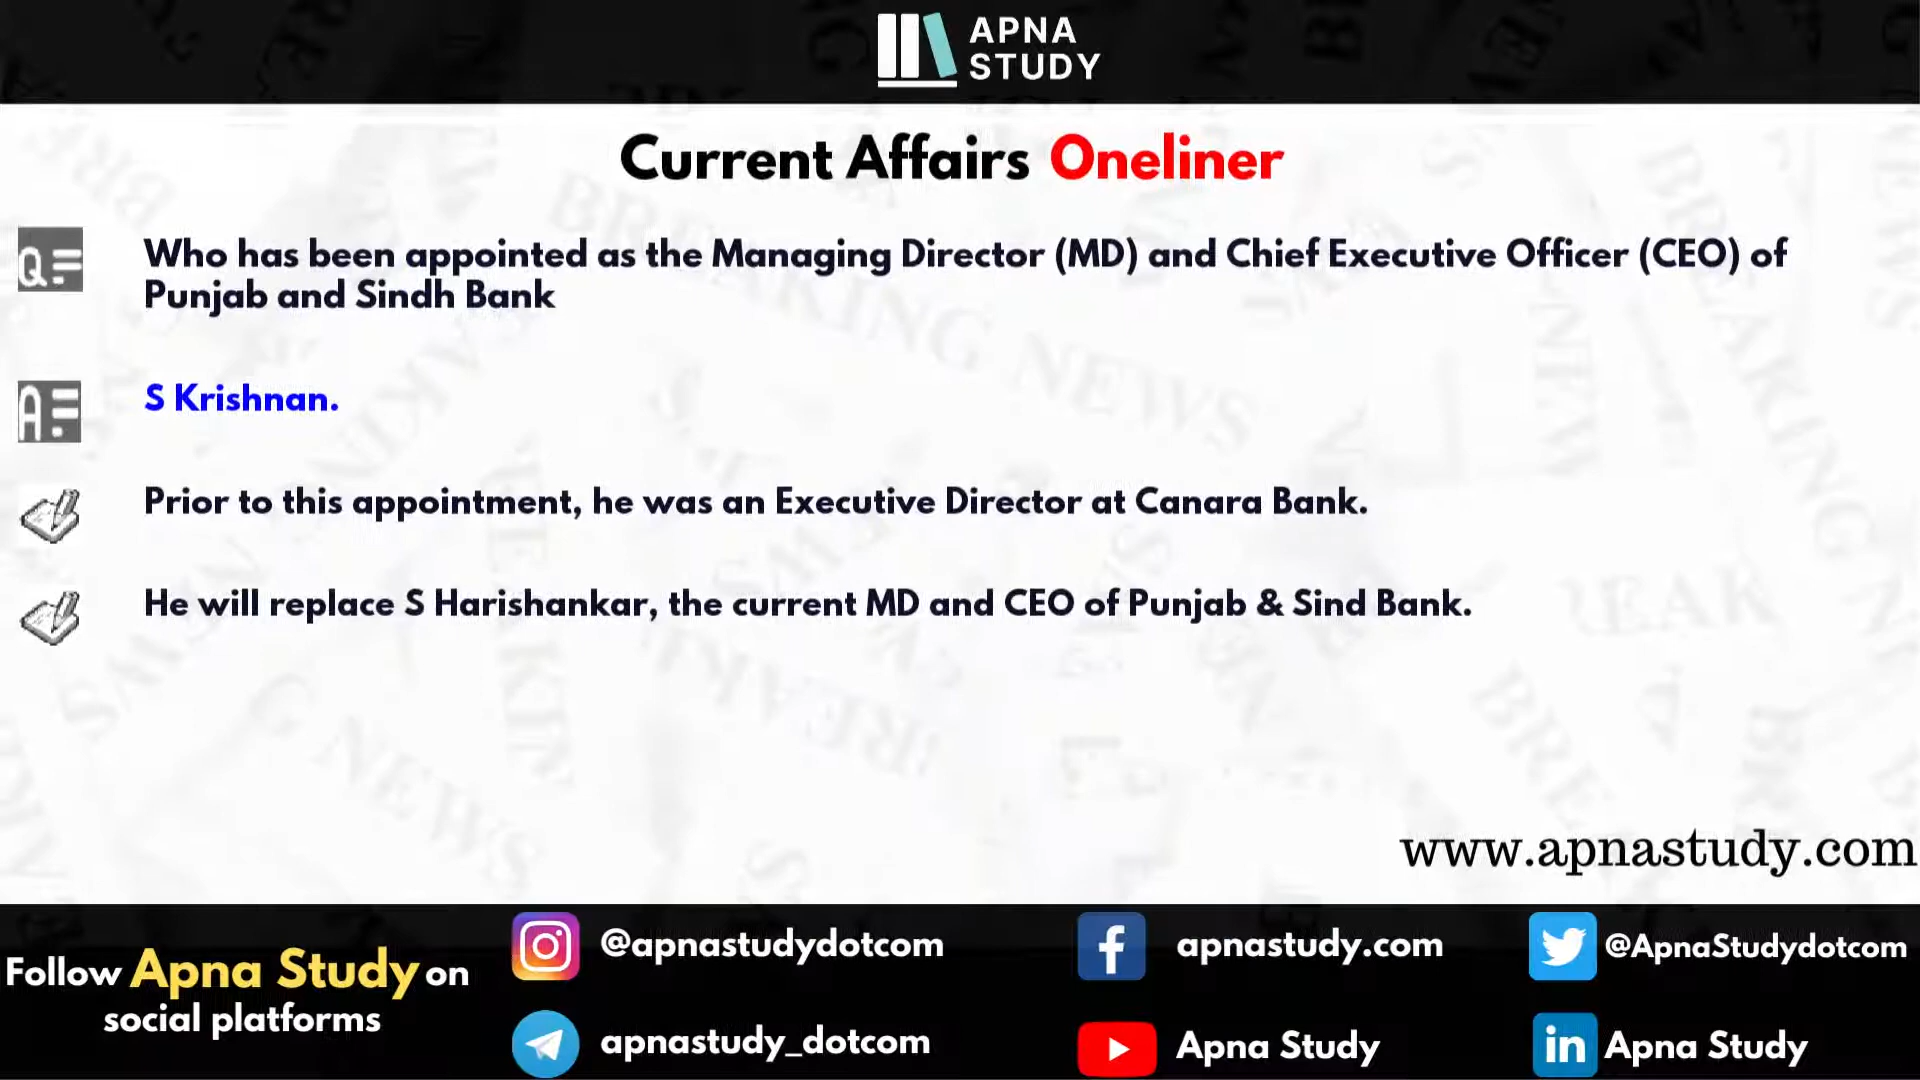 APNA
STUDY
Current Affairs Oneliner
Who has been appointed as the Managing Director (MD) and Chief Executive Officer (CEO) of
Punjab and Sindh Bank
S Krishnan.
Prior to this appointment, he was an Executive Director at Canara Bank.
He will replace S Harishankar, the current MD and CEO of Punjab & Sind Bank.
www.apnastudy.com
Follow Apna Study on
social platforms
@apnastudydotcom
apnastudy.com
@ApnaStudydotcom
apnastudy_dotcom
Apna Study
Apna Study